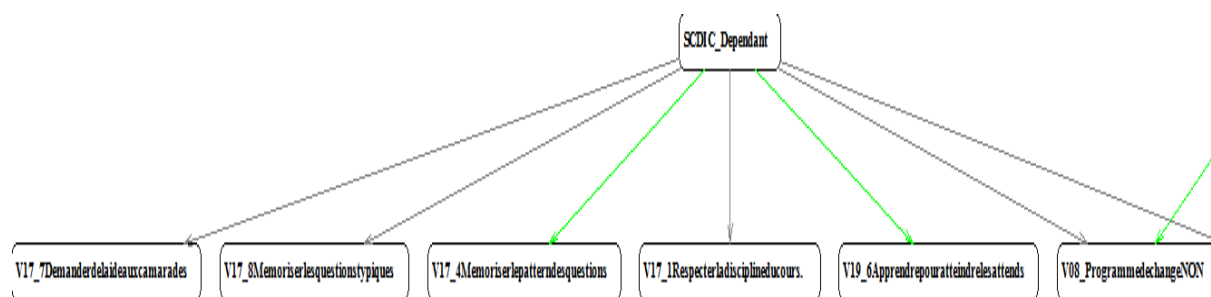 SCDIC_Dependant
V17_7Demanderdelaideauxcamarades
V17_8Memoriserlesquestionstypiques
V17_4Memoriserlepatterndesquestions
V17_1Respecterladisciplineducours.
V19_6Apprendrepouratteindrelesattends
V08_ProgrammedechangeNON